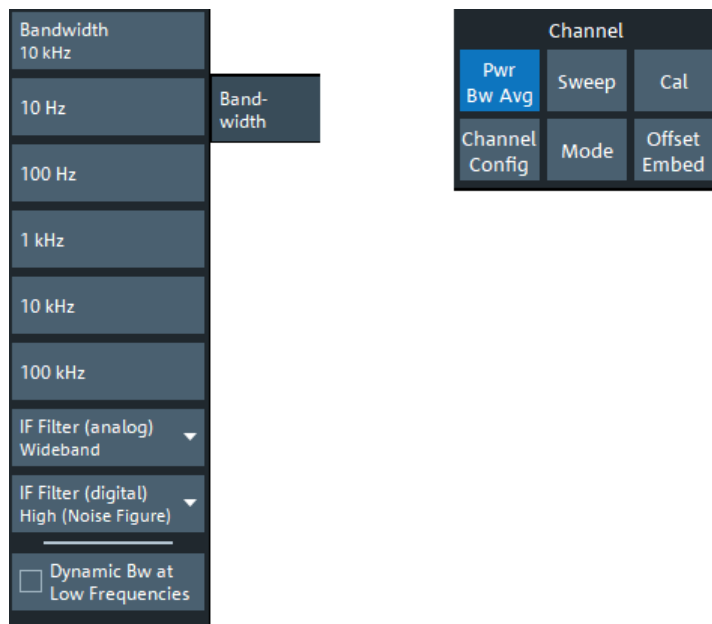 Bandwidth
10 kHz
10 Hz
100 Hz
1 kHz
10 kHz
100 kHz
IF Filter (analog)
Wideband
IF Filter (digital)
High (Noise Figure)
Dynamic Bw at
Low Frequencies
Band-
width
Channel
Pwr
Bw Avg
Sweep
Cal
Channel
Config
Mode
Offset
Embed